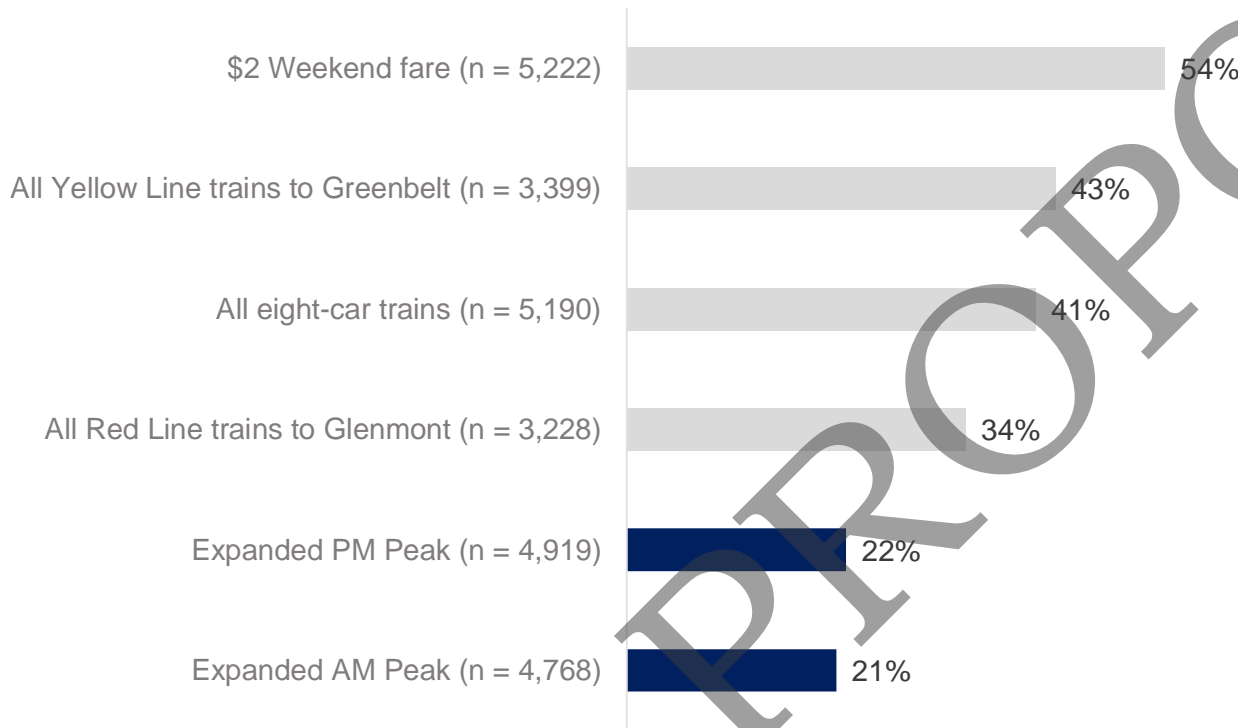 $2 Weekend fare (n = 5,222) 54%
All Yellow Line trains to Greenbelt (n = 3,399) 43%
All eight-car trains (n = 5,190) 41%
All Red Line trains to Glenmont (n = 3,228) 34%
Expanded PM Peak (n = 4,919) 22%
Expanded AM Peak (n = 4,768) 21%
PROPO